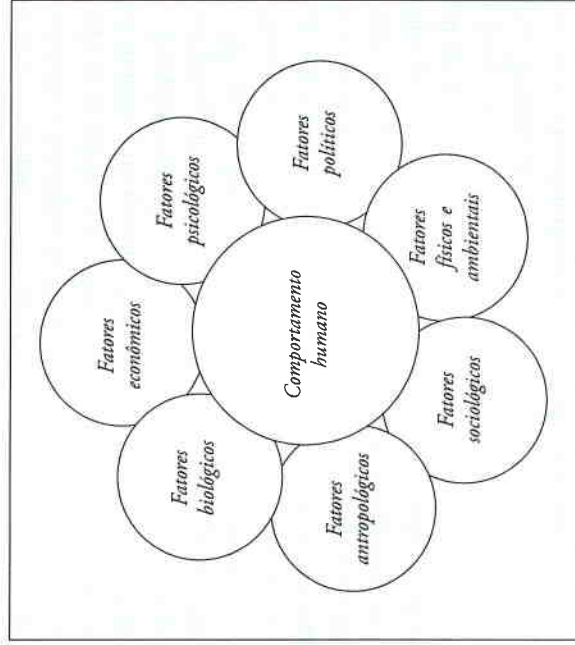 Fatores
econômicos
Fatores
psicológicos
Fatores
biológicos
Comportamento
humano
Fatores
políticos
Fatores
antropológicos
Fatores
físicos e
ambientais
Fatores
sociológicos